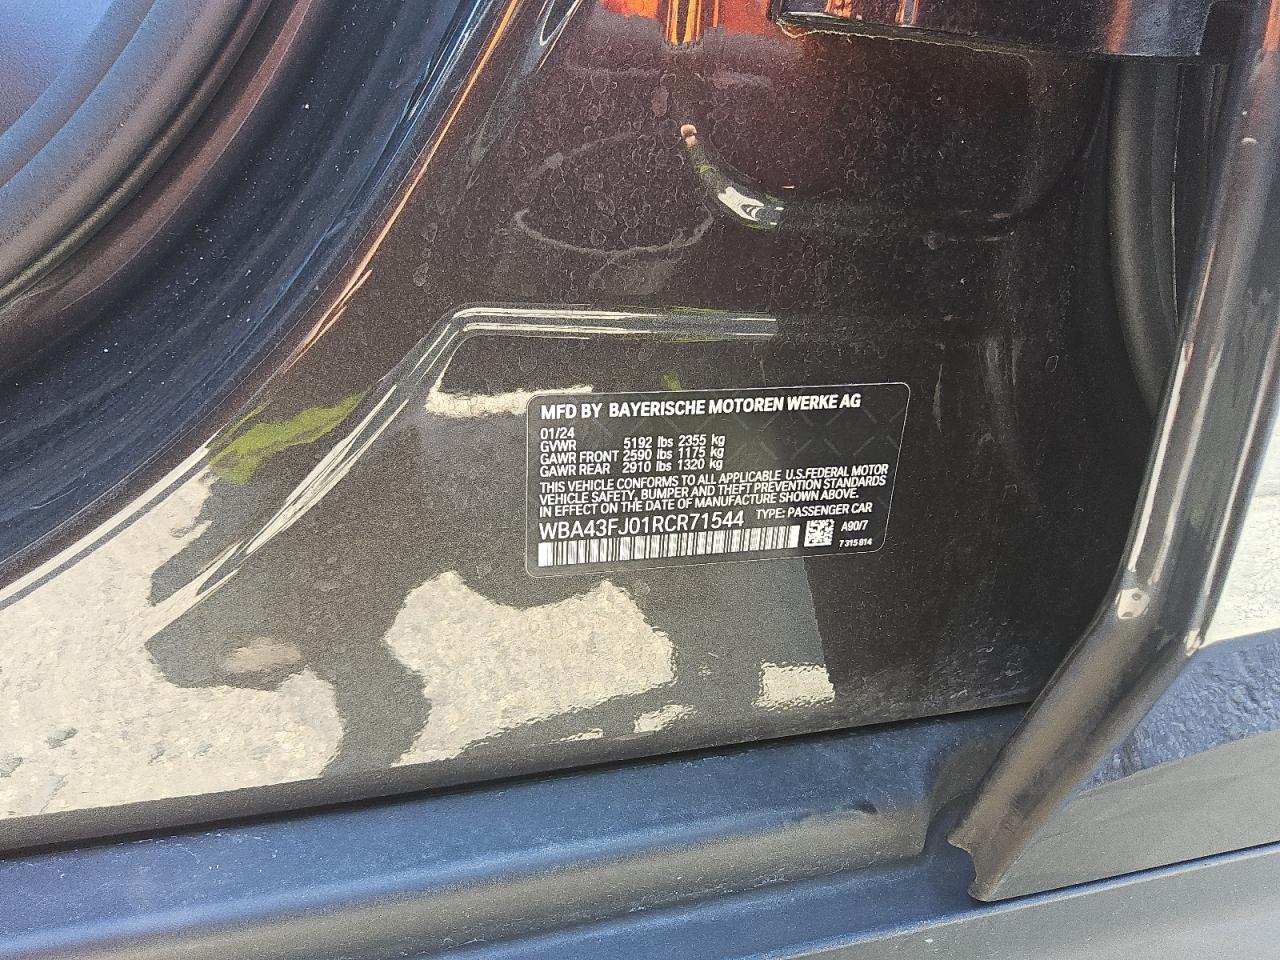 MFD BY BAYERISCHE MOTOREN WERKE AG
01/24
GVWR 5192 lbs 2355 kg
GAWR FRONT 2590 lbs 1175 kg
GAWR REAR 2910 lbs 1320 kg
THIS VEHICLE CONFORMS TO ALL APPLICABLE U.S.FEDERAL MOTOR
VEHICLE SAFETY, BUMPER AND THEFT PREVENTION STANDARDS
IN EFFECT ON THE DATE OF MANUFACTURE SHOWN ABOVE.
WBA43FJ01RCR71544 TYPE: PASSENGER CAR
A90/7
7315814